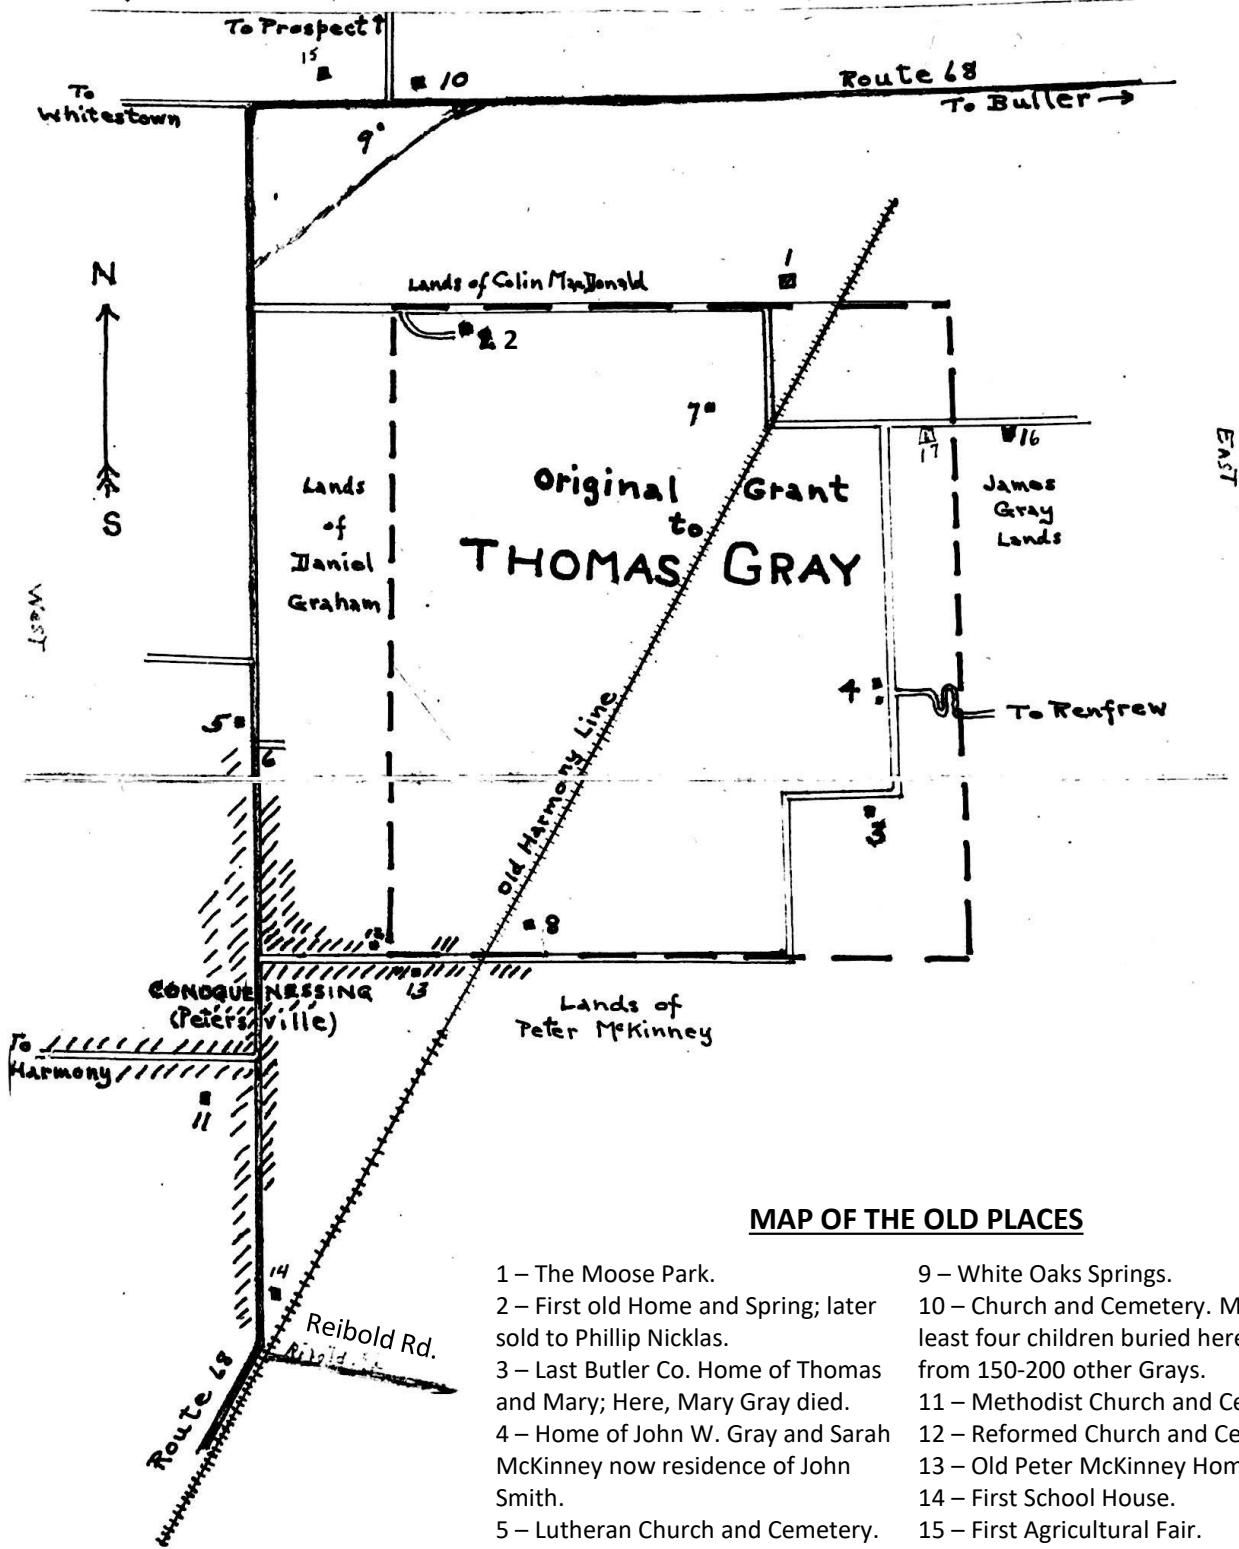 To Prospect
15
10
Route 68
To
Whitestown
To Butler
9
N
1
Lands of Colin MacDonald
2
7
17
16
EAST
S
Lands
of
Daniel
Graham
Original Grant
to
THOMAS GRAY
James
Gray
Lands
WEST
4
To Renfrew
5
6
Old Harmony Line
3
8
12
13
CONOQUENESSING
(Petersville)
Lands of
Peter McKinney
To
Harmony
11
14
Reibold Rd.
Route 68
MAP OF THE OLD PLACES
1 – The Moose Park.
2 – First old Home and Spring; later
sold to Phillip Nicklas.
3 – Last Butler Co. Home of Thomas
and Mary; Here, Mary Gray died.
4 – Home of John W. Gray and Sarah
McKinney now residence of John
Smith.
5 – Lutheran Church and Cemetery.
9 – White Oaks Springs.
10 – Church and Cemetery.
least four children buried here
from 150-200 other Grays.
11 – Methodist Church and
12 – Reformed Church and
13 – Old Peter McKinney
14 – First School House.
15 – First Agricultural Fair.